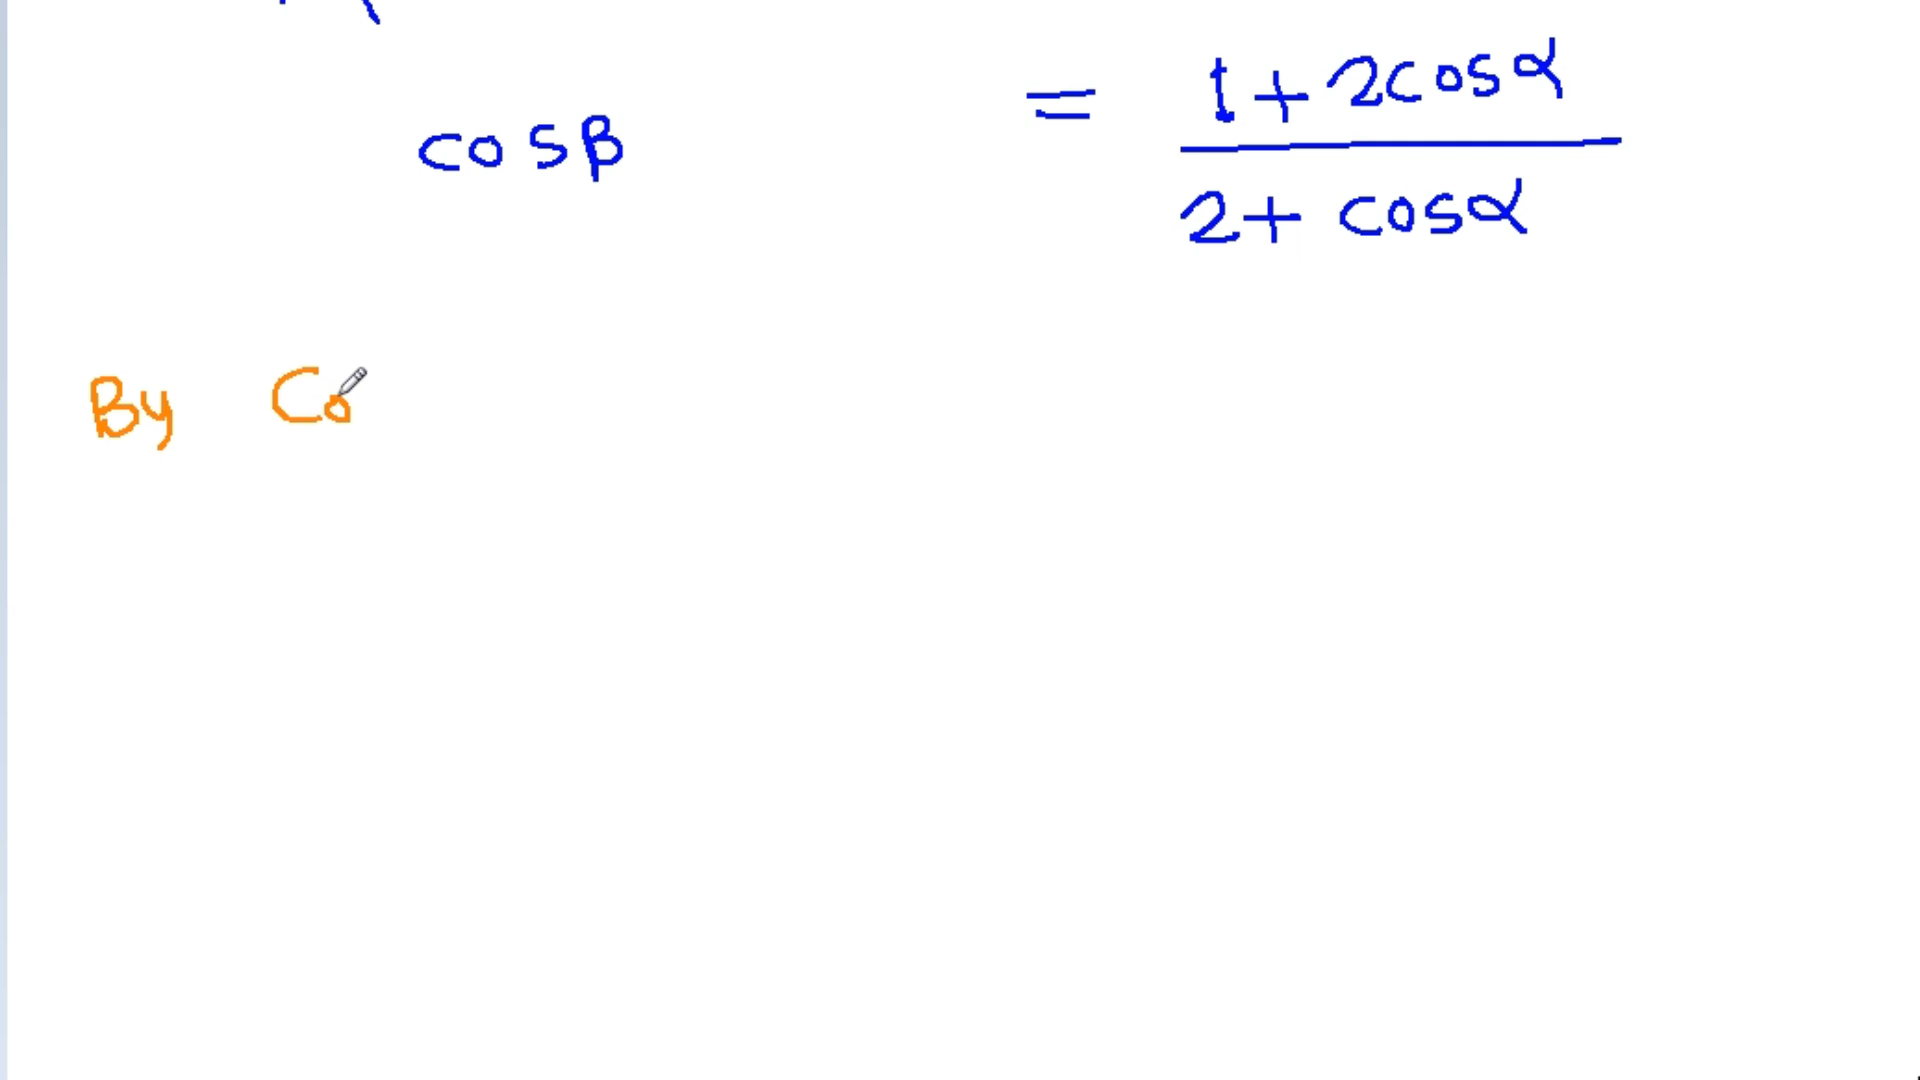 cosβ = 1+2cosα
2+ cosα
By Co